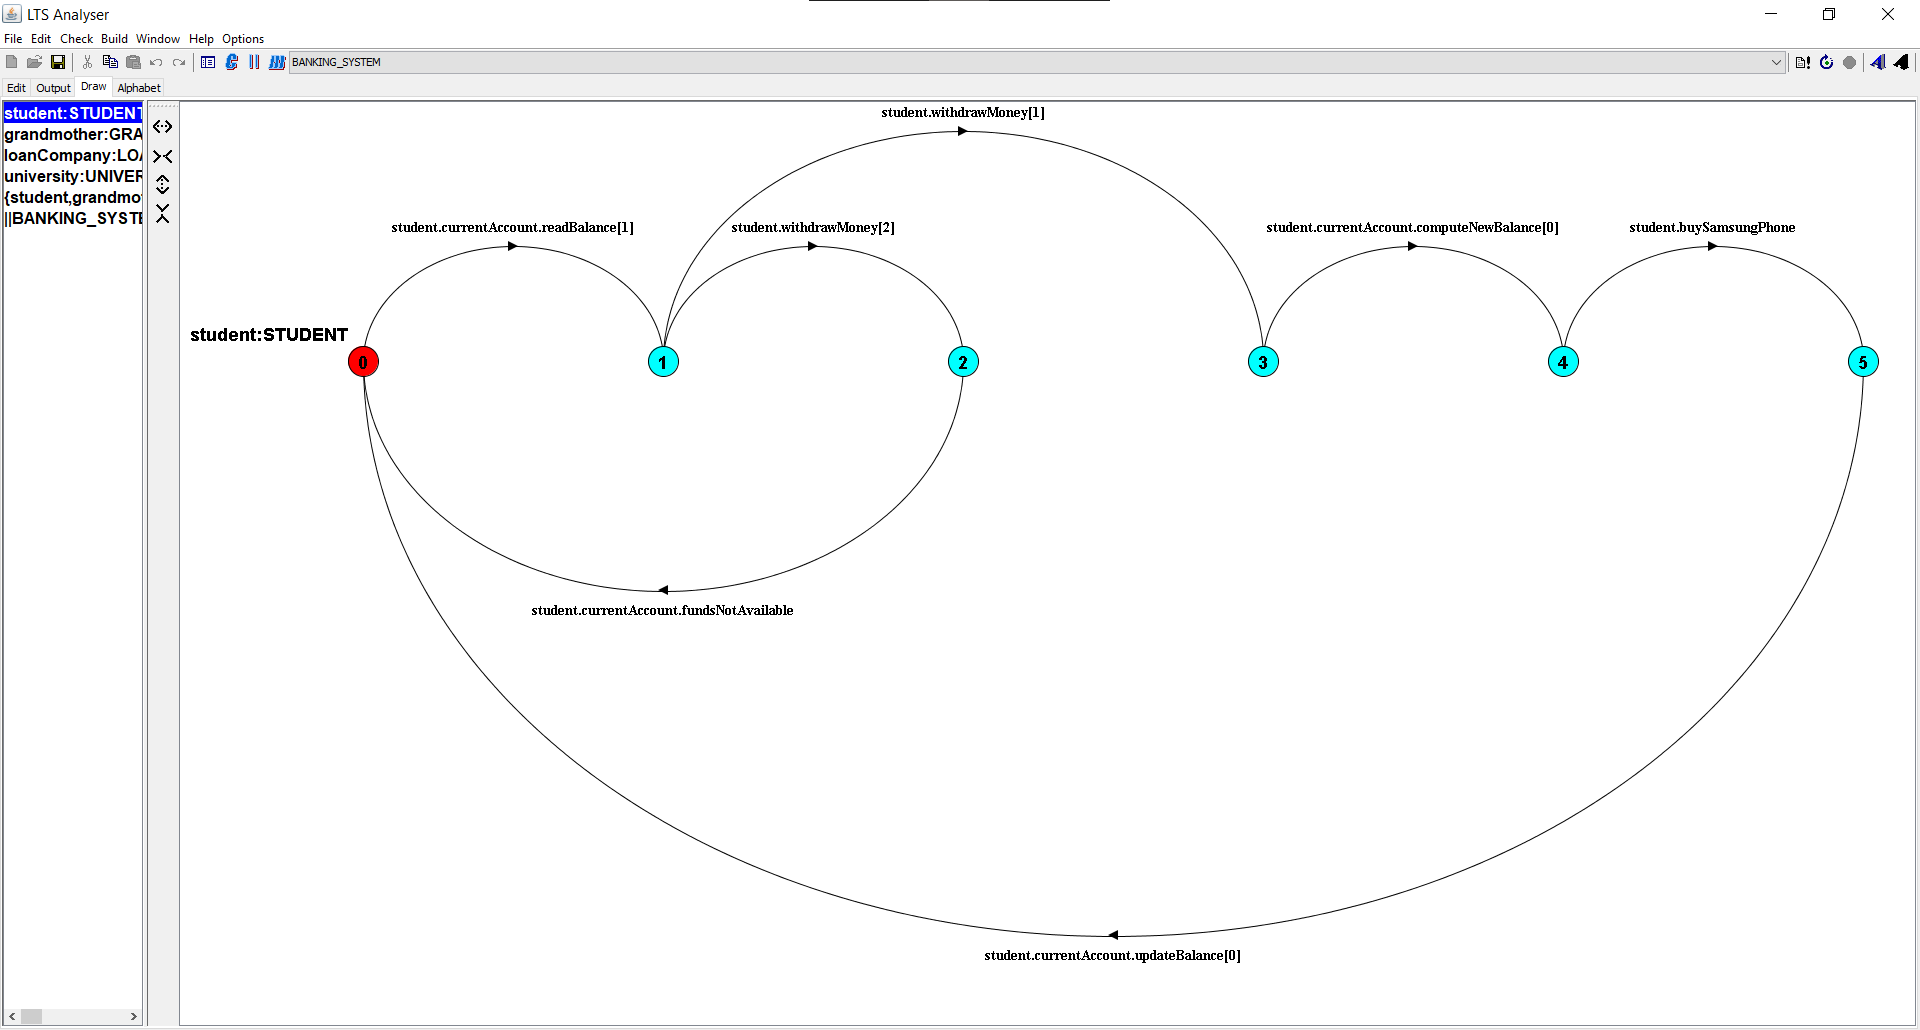 LTS Analyser
File Edit Check Build Window Help Options
BANKING_SYSTEM
Edit Output Draw Alphabet
student:STUDENT
grandmother:GRA
loanCompany:LOA
university:UNIVER
{student,grandmot
||BANKING_SYSTE
student.withdrawMoney[1]
student.currentAccount.readBalance[1]
student.withdrawMoney[2]
student.currentAccount.computeNewBalance[0]
student.buySamsungPhone
student:STUDENT
0 1 2 3 4 5
student.currentAccount.fundsNotAvailable
student.currentAccount.updateBalance[0]